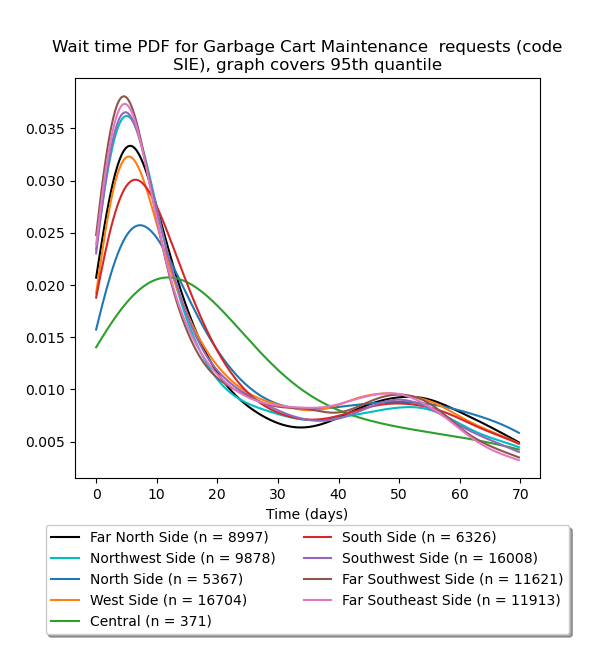 Wait time PDF for Garbage Cart Maintenance  requests (code
SIE), graph covers 95th quantile
0.035
0.030
0.025
0.020
0.015
0.010
0.005
0 10 20 30 40 50 60 70
Time (days)
Far North Side (n = 8997)
Northwest Side (n = 9878)
North Side (n = 5367)
West Side (n = 16704)
Central (n = 371)
South Side (n = 6326)
Southwest Side (n = 16008)
Far Southwest Side (n = 11621)
Far Southeast Side (n = 11913)